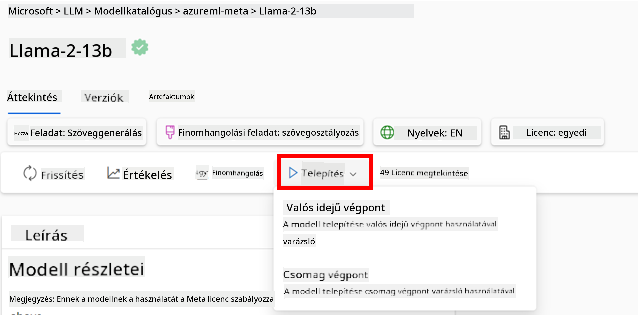 Microsoft > LLM > Modellkatalógus > azureml-meta > Llama-2-13b
Llama-2-13b
Áttekintés Verziók Artefaktumok
Feladat: Szöveggenerálás Finomhangolási feladat: szövegosztályozás Nyelvek: EN Licenc: egyedi
Frissítés Értékelés Finomhangolás Telepítés 49 Licenc megtekintése
Valós idejű végpont
A modell telepítése valós idejű végpont használatával
varázsló
Csomag végpont
A modell telepítése csomag végpont varázsló használatával
Leírás
Modell részletei
Megjegyzés: Ennek a modellnek a használatát a Meta licenc szabályozza